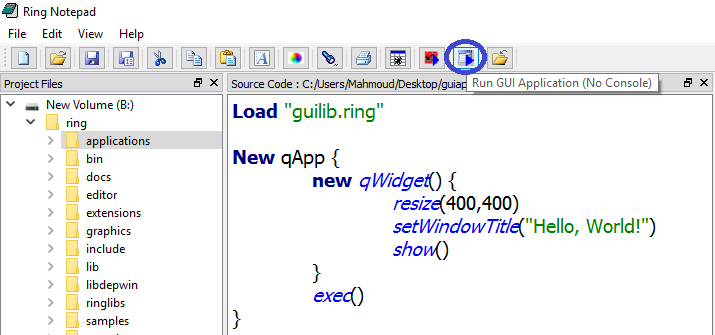 Ring Notepad
File Edit View Help
Project Files
Source Code : C:/Users/Mahmoud/Desktop/guiap
Run GUI Application (No Console)
New Volume (B:)
ring
applications
bin
docs
editor
extensions
graphics
include
lib
libdepwin
ringlibs
samples
Load "guilib.ring"
New qApp {
new qWidget() {
resize(400,400)
setWindowTitle("Hello, World!")
show()
}
exec()
}